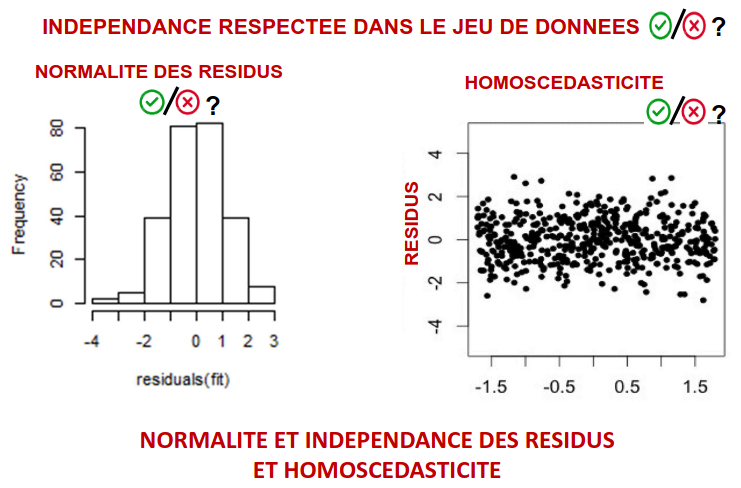 INDEPENDANCE RESPECTEE DANS LE JEU DE DONNEES / ?
NORMALITE DES RESIDUS
/ ?
HOMOSCEDASTICITE
/ ?
80
60
40
20
0
Frequency
-4 -2 0 1 2 3
residuals(fit)
4
2
0
-2
-4
RESIDUS
-1.5 -0.5 0.5 1.5
NORMALITE ET INDEPENDANCE DES RESIDUS
ET HOMOSCEDASTICITE